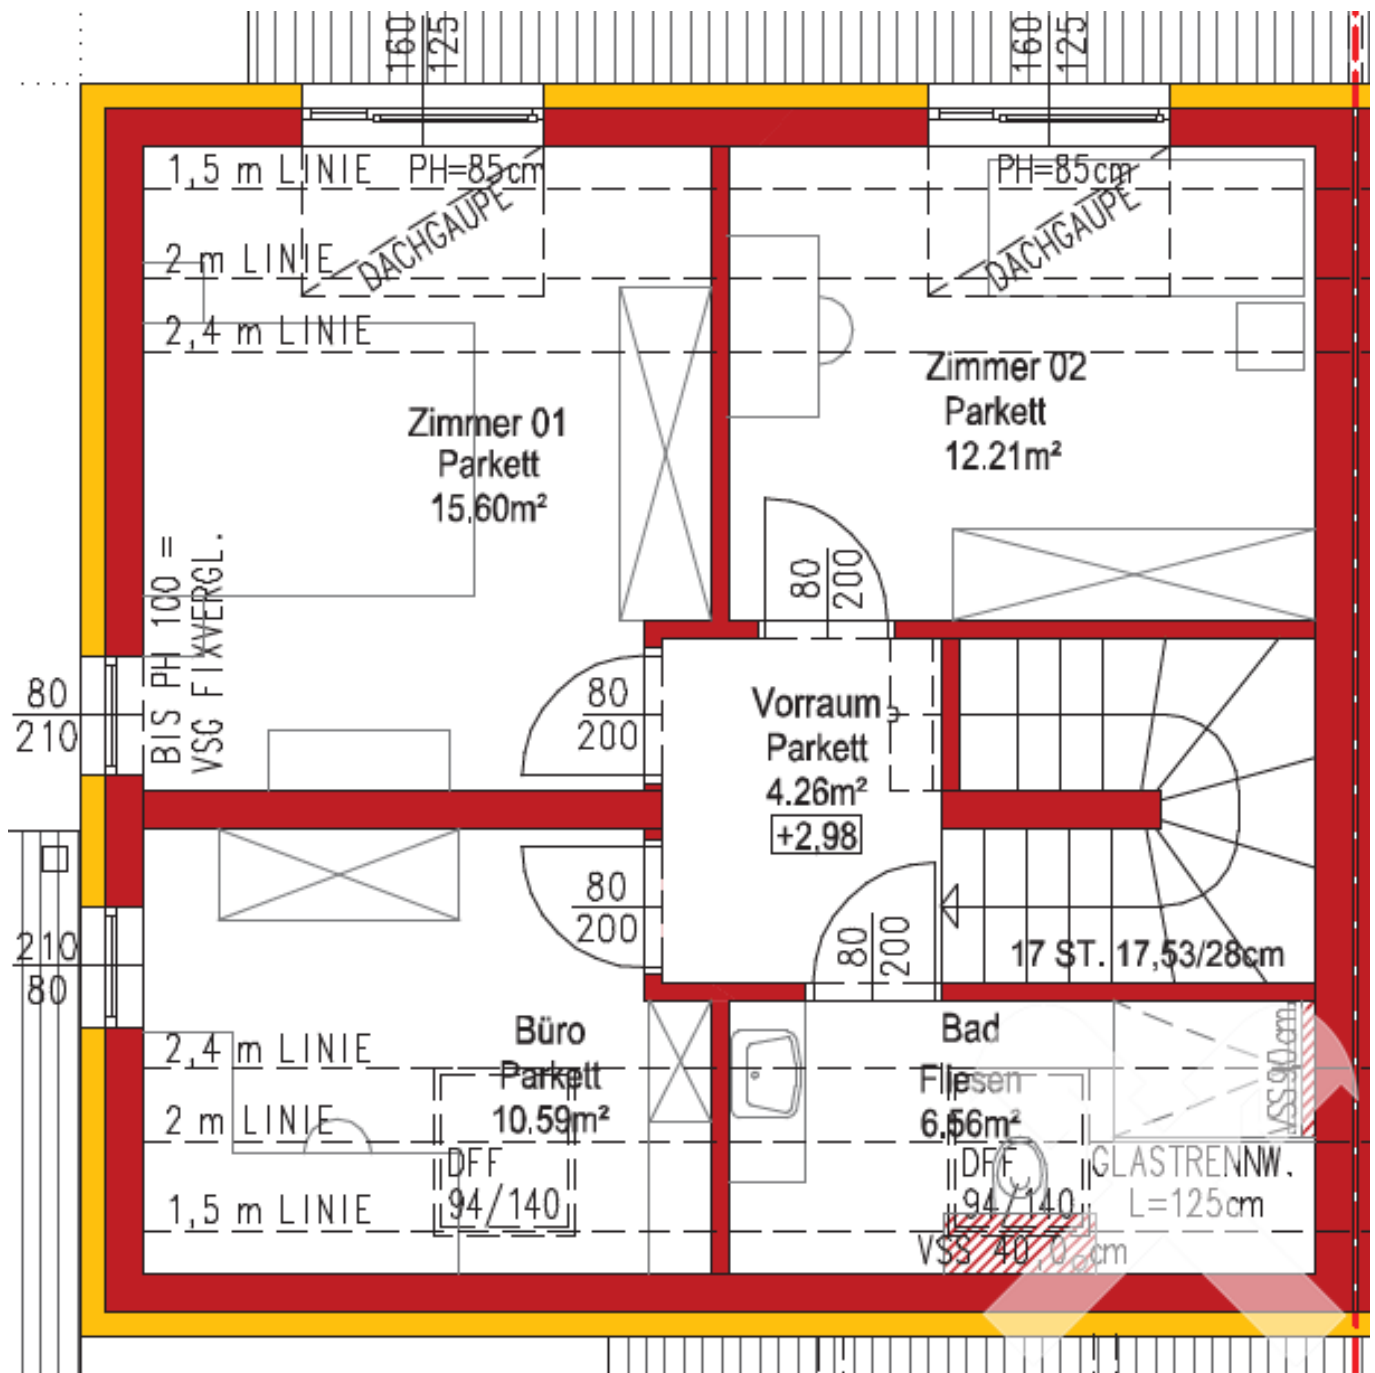 160
125
160
125
1,5 m LINIE
PH=85cm
PH=85cm
DACHGAUPE
DACHGAUPE
2 m LINIE
2,4 m LINIE
Zimmer 01
Parkett
15.60m²
Zimmer 02
Parkett
12.21m²
BIS PH 100 =
VSG FIXVERGL.
80
200
80
210
80
200
Vorraum
Parkett
4.26m²
+2,98
80
200
80
200
210
80
17 ST. 17,53/28cm
Büro
Parkett
10.59m²
Bad
Fliesen
6.56m²
VSS90cm
2,4 m LINIE
2 m LINIE
1,5 m LINIE
DFF
94/140
DFF
94/140
GLASTRENNW.
L=125cm
VSS 40,0 cm